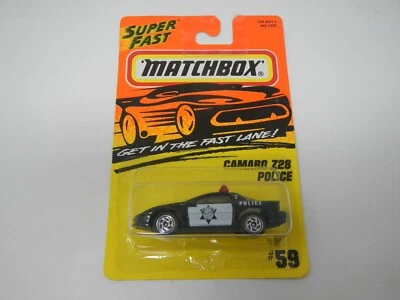 SUPER
FAST
MATCHBOX®
GET IN THE FAST LANE!
CAMARO Z28
POLICE
POLICE
#59